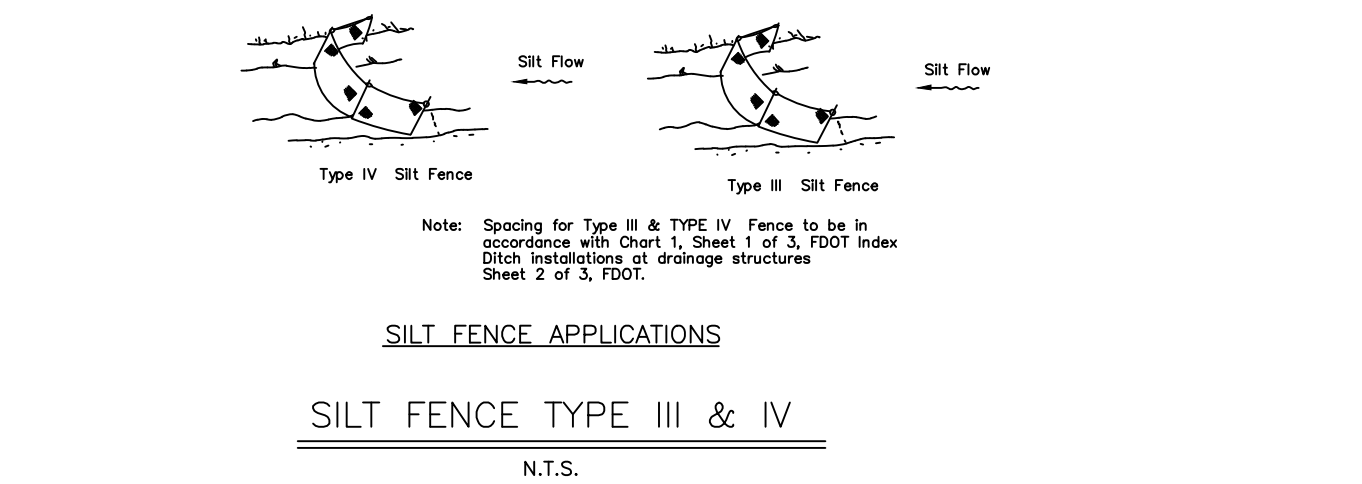 Silt Flow
Silt Flow
Type IV Silt Fence
Type III Silt Fence
Note: Spacing for Type III & TYPE IV Fence to be in
accordance with Chart 1, Sheet 1 of 3, FDOT Index
Ditch installations at drainage structures
Sheet 2 of 3, FDOT.
SILT FENCE APPLICATIONS
SILT FENCE TYPE III & IV
N.T.S.